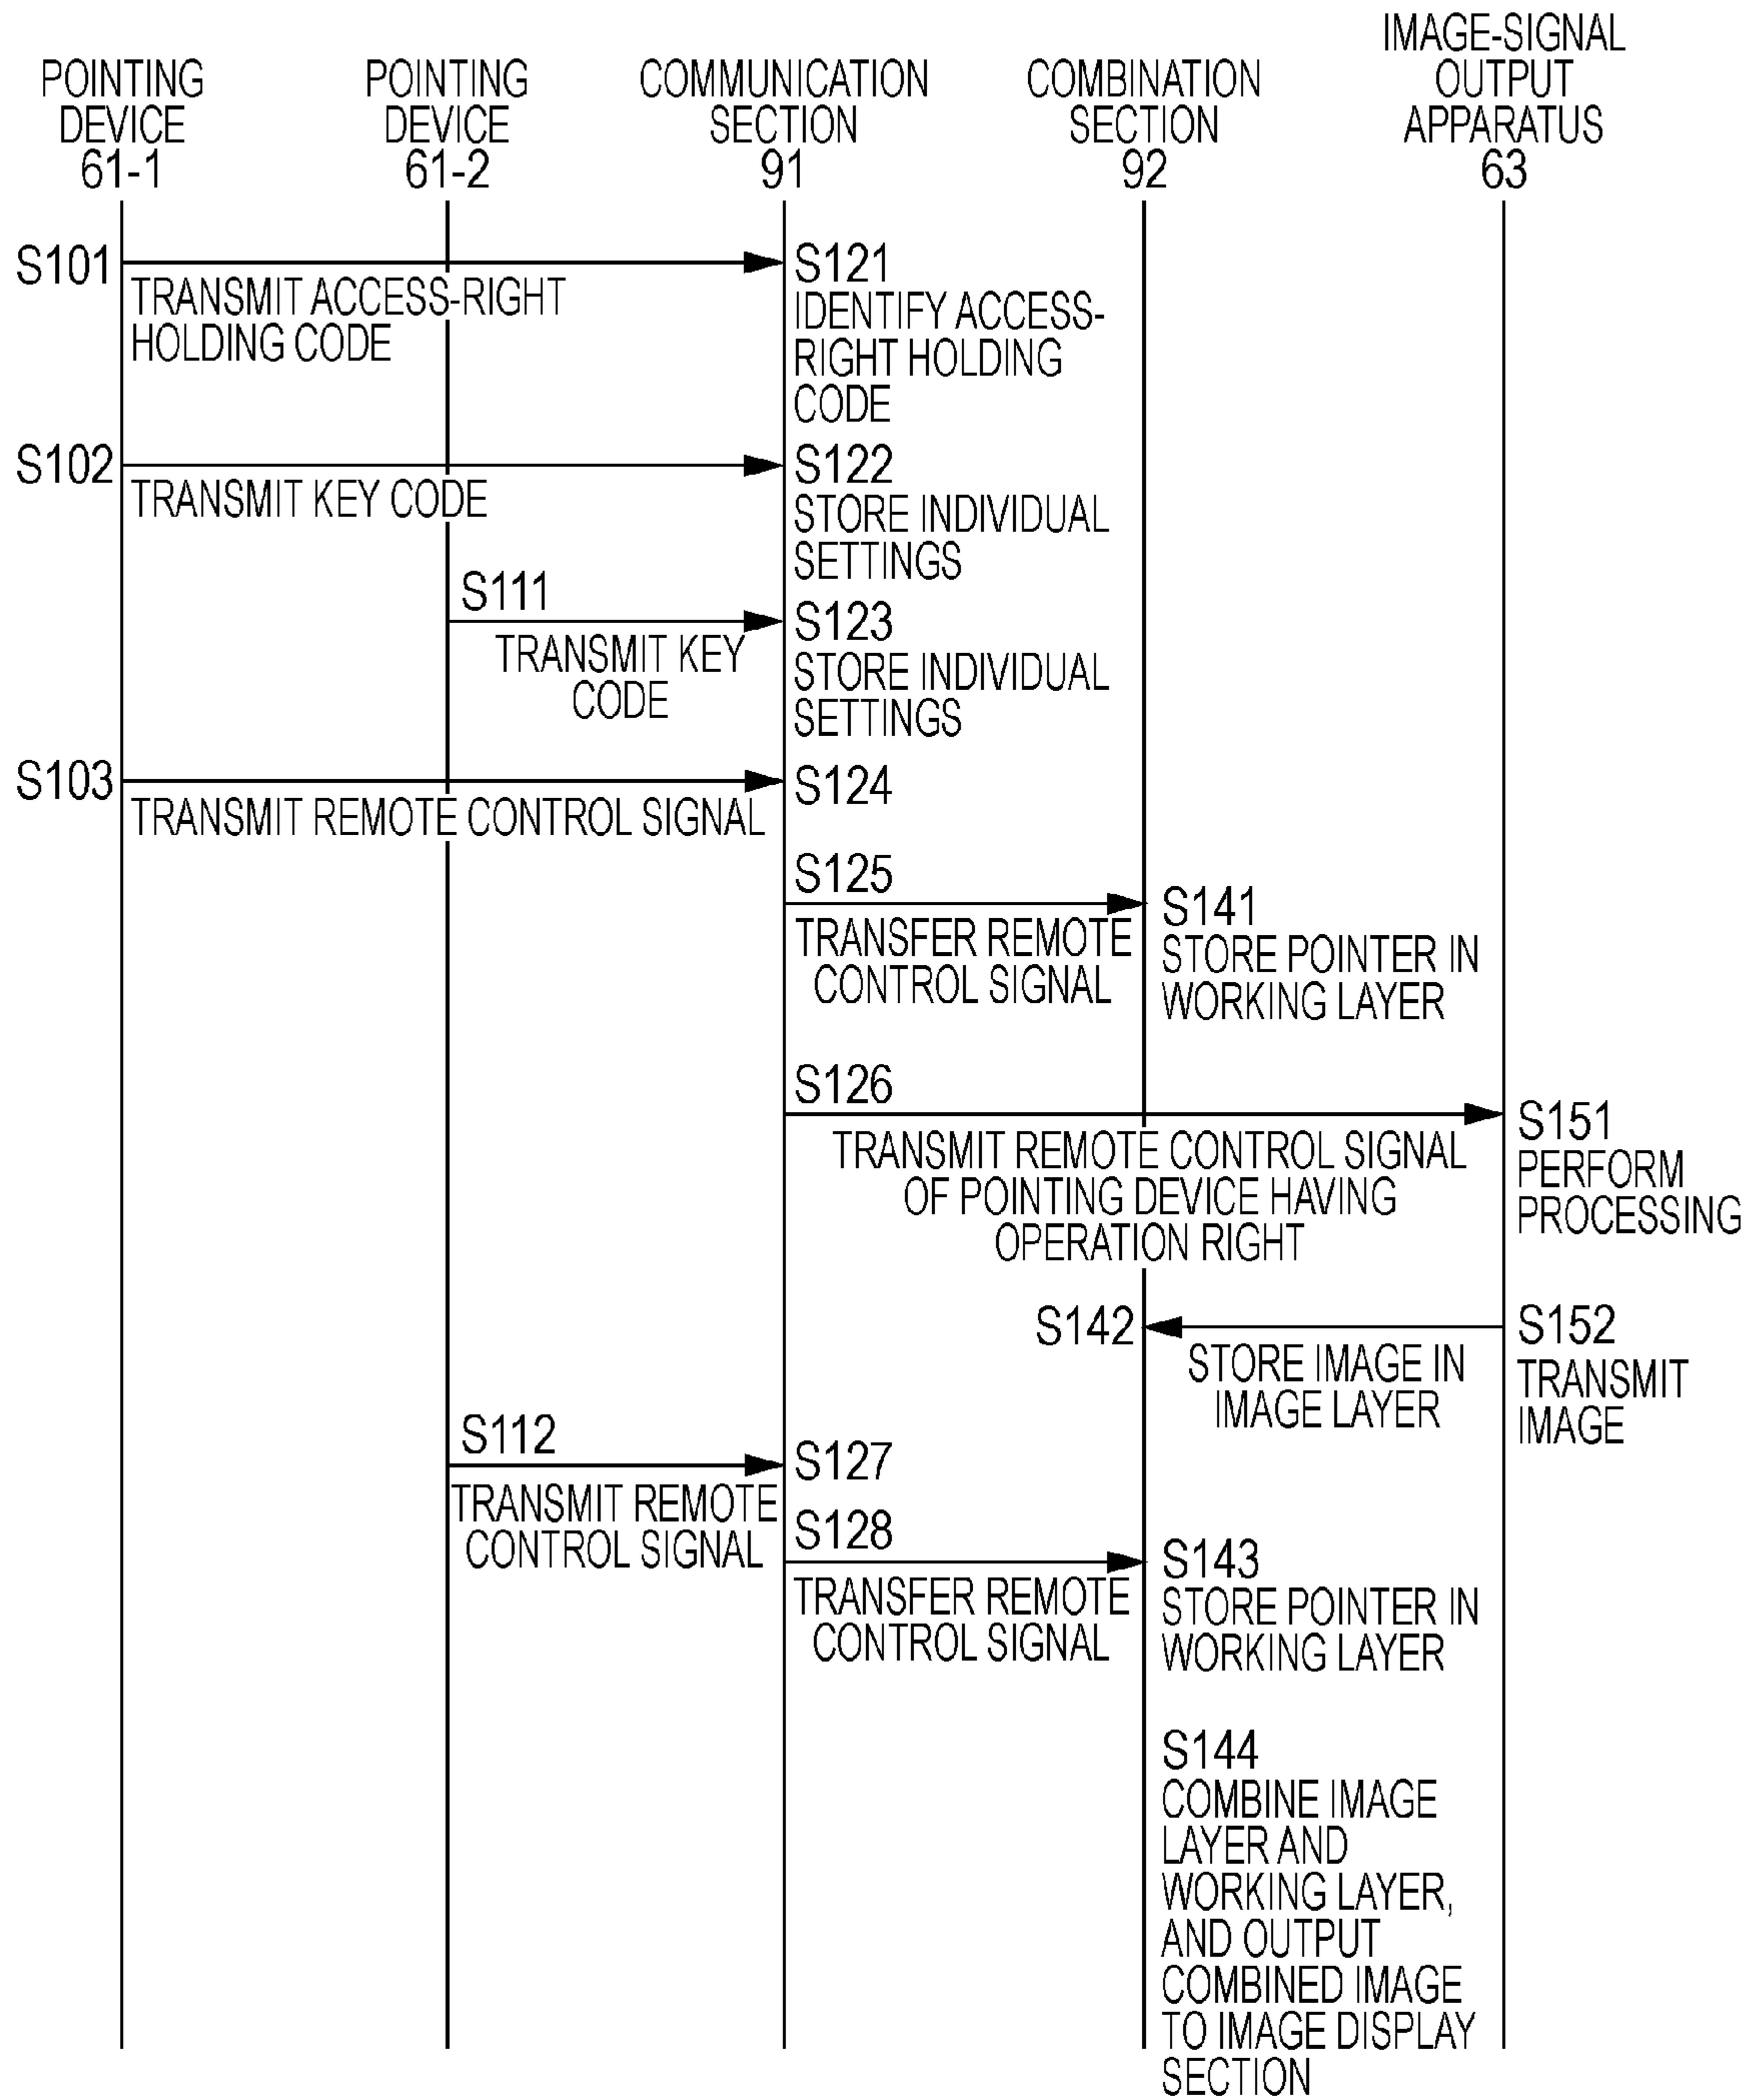 POINTING
DEVICE
61-1
POINTING
DEVICE
61-2
COMMUNICATION
SECTION
91
COMBINATION
SECTION
92
IMAGE-SIGNAL
OUTPUT
APPARATUS
63
S101
TRANSMIT ACCESS-RIGHT
HOLDING CODE
S121
IDENTIFY ACCESS-
RIGHT HOLDING
CODE
S102
TRANSMIT KEY CODE
S122
STORE INDIVIDUAL
SETTINGS
S111
TRANSMIT KEY
CODE
S123
STORE INDIVIDUAL
SETTINGS
S103
TRANSMIT REMOTE CONTROL SIGNAL
S124
S125
TRANSFER REMOTE
CONTROL SIGNAL
S141
STORE POINTER IN
WORKING LAYER
S126
TRANSMIT REMOTE CONTROL SIGNAL
OF POINTING DEVICE HAVING
OPERATION RIGHT
S151
PERFORM
PROCESSING
S142
STORE IMAGE IN
IMAGE LAYER
S152
TRANSMIT
IMAGE
S112
TRANSMIT REMOTE
CONTROL SIGNAL
S127
S128
TRANSFER REMOTE
CONTROL SIGNAL
S143
STORE POINTER IN
WORKING LAYER
S144
COMBINE IMAGE
LAYER AND
WORKING LAYER,
AND OUTPUT
COMBINED IMAGE
TO IMAGE DISPLAY
SECTION